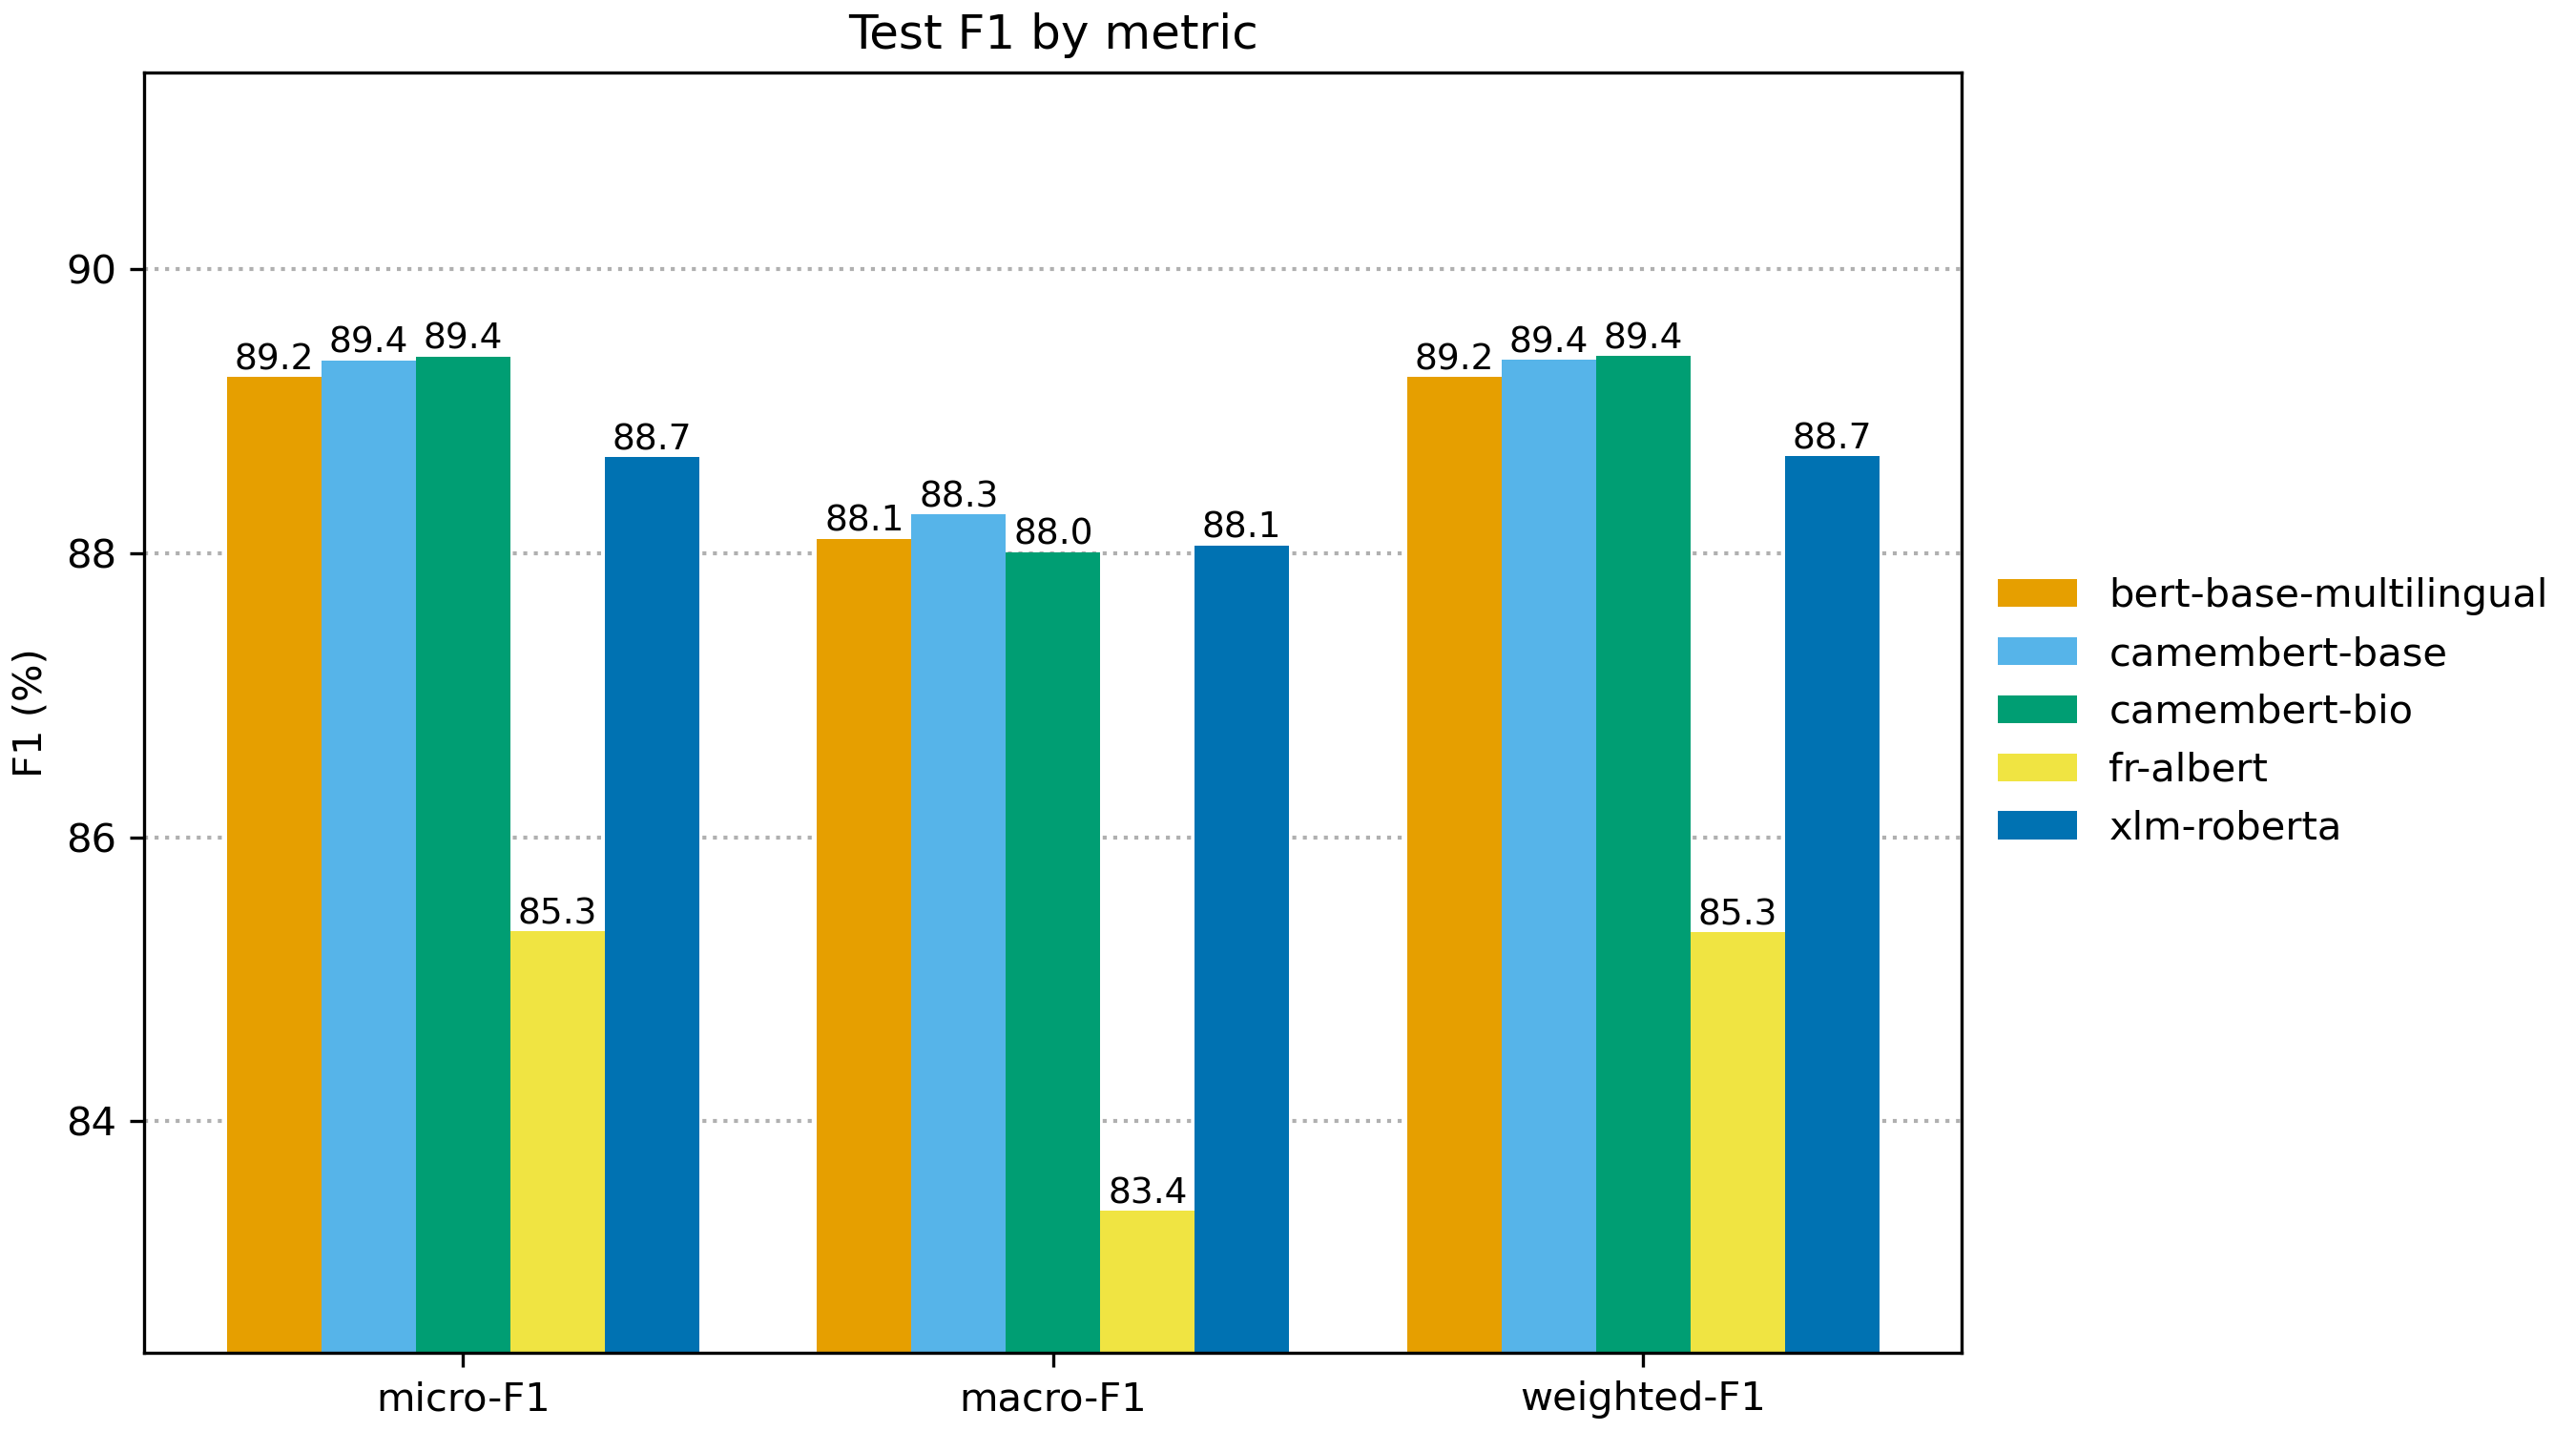 Test F1 by metric
F1 (%)
90
88
86
84
89.2
89.4
89.4
85.3
88.7
88.1
88.3
88.0
83.4
88.1
89.2
89.4
89.4
85.3
88.7
micro-F1
macro-F1
weighted-F1
bert-base-multilingual
camembert-base
camembert-bio
fr-albert
xlm-roberta